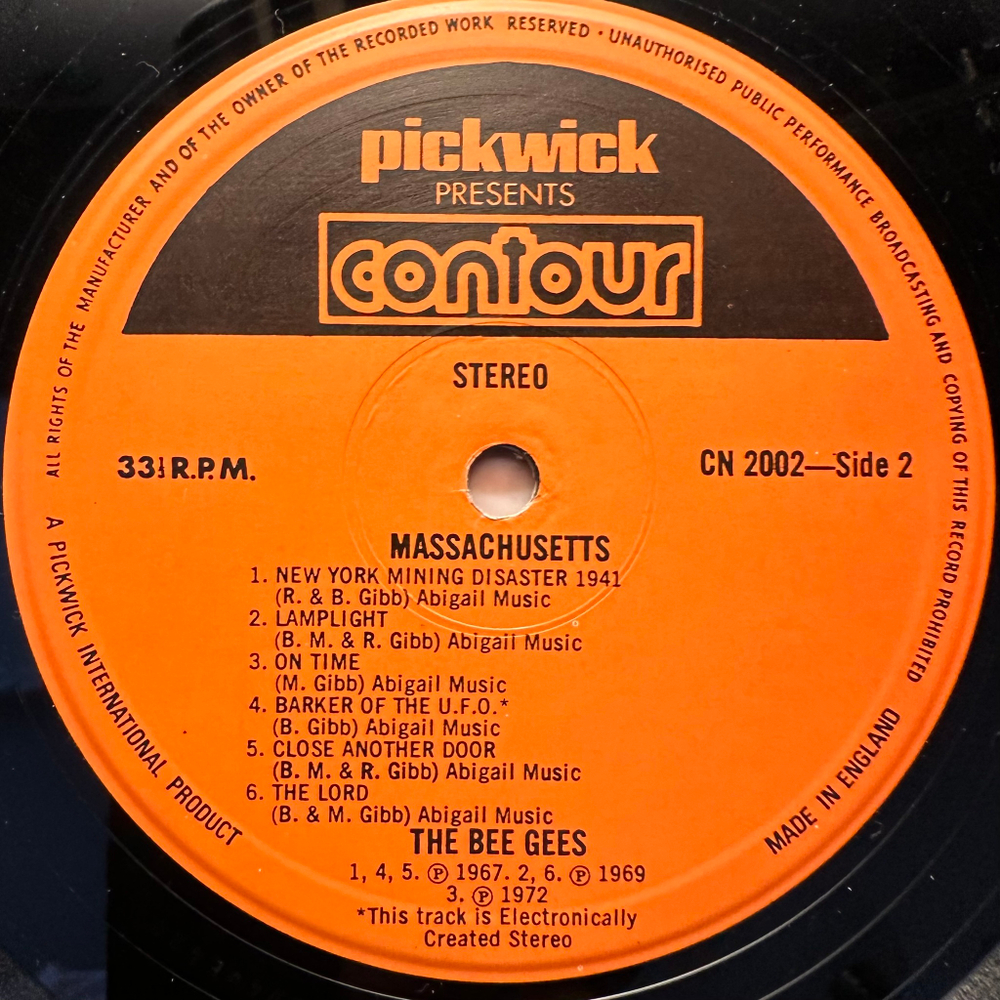 ALL RIGHTS OF THE MANUFACTURER AND OF THE OWNER OF THE RECORDED WORK RESERVED · UNAUTHORISED PUBLIC PERFORMANCE BROADCASTING AND COPYING OF THIS RECORD PROHIBITED
pickwick
PRESENTS
contour
STEREO
33⅓ R.P.M.
CN 2002—Side 2
MASSACHUSETTS
1. NEW YORK MINING DISASTER 1941
(R. & B. Gibb) Abigail Music
2. LAMPLIGHT
(B. M. & R. Gibb) Abigail Music
3. ON TIME
(M. Gibb) Abigail Music
4. BARKER OF THE U.F.O.*
(B. Gibb) Abigail Music
5. CLOSE ANOTHER DOOR
(B. M. & R. Gibb) Abigail Music
6. THE LORD
(B. & M. Gibb) Abigail Music
THE BEE GEES
1, 4, 5. ℗ 1967. 2, 6. ℗ 1969
3. ℗ 1972
*This track is Electronically
Created Stereo
A PICKWICK INTERNATIONAL PRODUCT
MADE IN ENGLAND